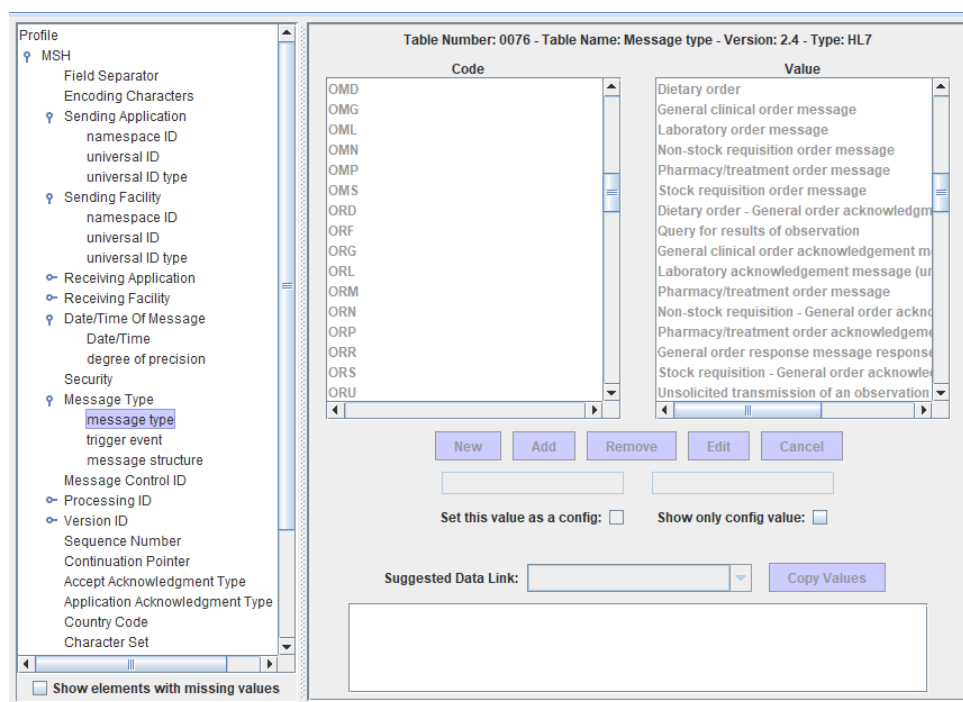 Profile
MSH
Field Separator
Encoding Characters
Sending Application
namespace ID
universal ID
universal ID type
Sending Facility
namespace ID
universal ID
universal ID type
Receiving Application
Receiving Facility
Date/Time Of Message
Date/Time
degree of precision
Security
Message Type
message type
trigger event
message structure
Message Control ID
Processing ID
Version ID
Sequence Number
Continuation Pointer
Accept Acknowledgment Type
Application Acknowledgment Type
Country Code
Character Set
Show elements with missing values
Table Number: 0076 - Table Name: Message type - Version: 2.4 - Type: HL7
Code
OMD
OMG
OML
OMN
OMP
OMS
ORD
ORF
ORG
ORL
ORM
ORN
ORP
ORR
ORS
ORU
Value
Dietary order
General clinical order message
Laboratory order message
Non-stock requisition order message
Pharmacy/treatment order message
Stock requisition order message
Dietary order - General order acknowledgm
Query for results of observation
General clinical order acknowledgement m
Laboratory acknowledgement message (un
Pharmacy/treatment order message
Non-stock requisition - General order ackno
Pharmacy/treatment order acknowledgeme
General order response message response
Stock requisition - General order acknowled
Unsolicited transmission of an observation
New Add Remove Edit Cancel
Set this value as a config: Show only config value:
Suggested Data Link: Copy Values